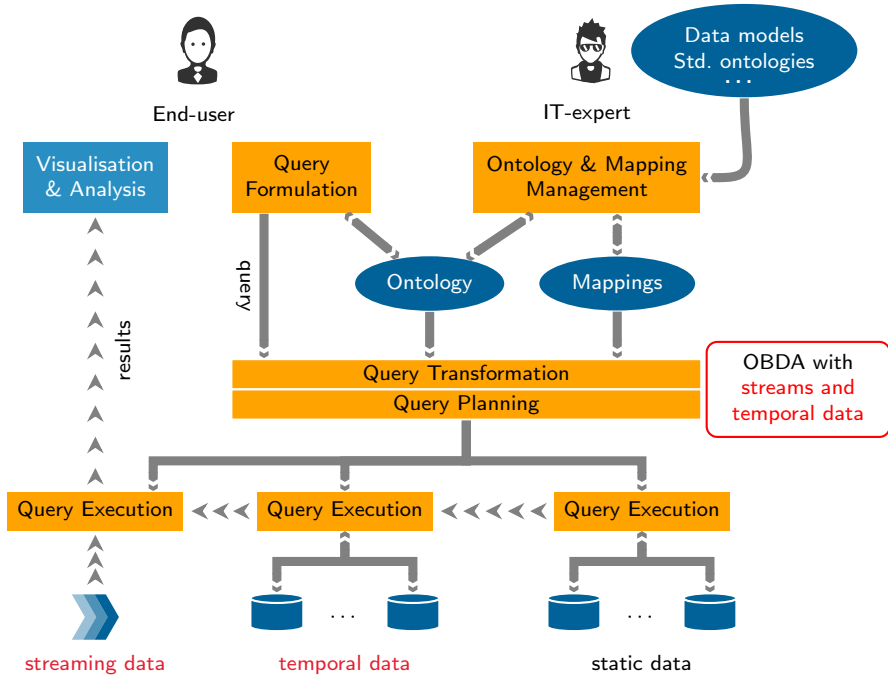 Data models
Std. ontologies
...
End-user
IT-expert
Visualisation
& Analysis
Query
Formulation
Ontology & Mapping
Management
query
Ontology
Mappings
results
Query Transformation
Query Planning
OBDA with
streams and
temporal data
Query Execution
Query Execution
Query Execution
...
...
streaming data
temporal data
static data